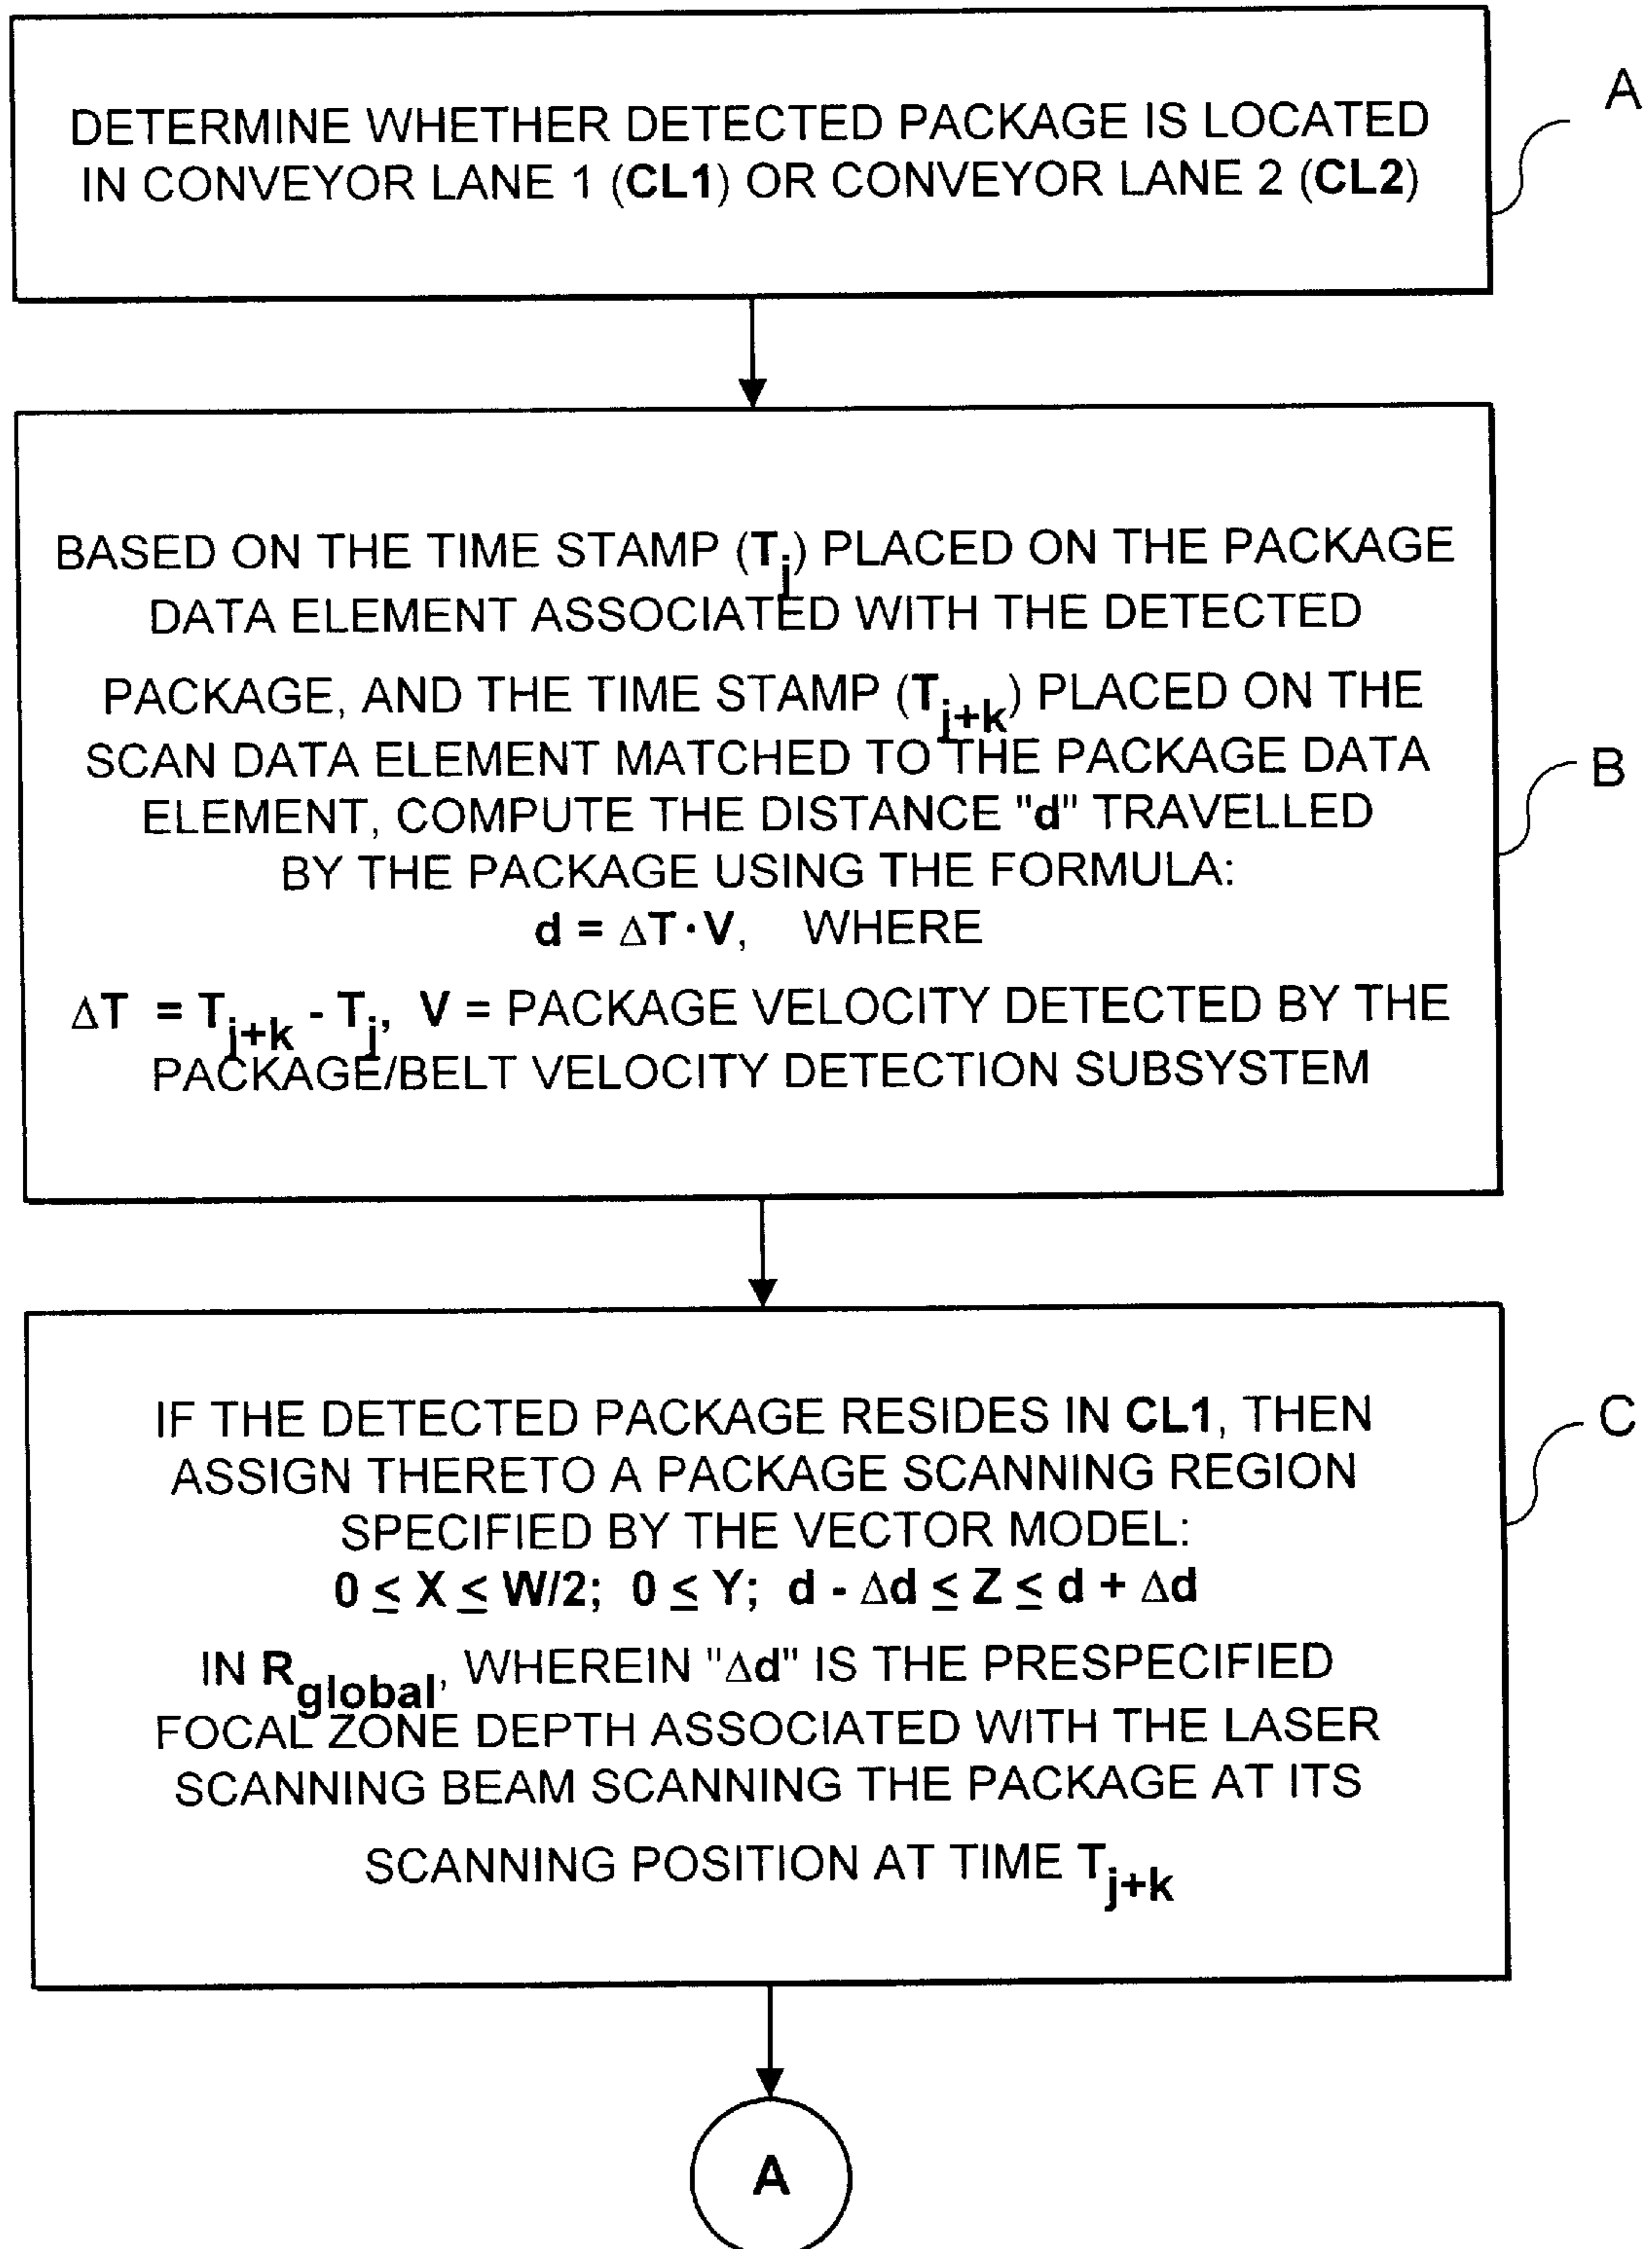 DETERMINE WHETHER DETECTED PACKAGE IS LOCATED
IN CONVEYOR LANE 1 (CL1) OR CONVEYOR LANE 2 (CL2)
A
BASED ON THE TIME STAMP (T_j) PLACED ON THE PACKAGE
DATA ELEMENT ASSOCIATED WITH THE DETECTED
PACKAGE, AND THE TIME STAMP (T_j+k) PLACED ON THE
SCAN DATA ELEMENT MATCHED TO THE PACKAGE DATA
ELEMENT, COMPUTE THE DISTANCE "d" TRAVELLED
BY THE PACKAGE USING THE FORMULA:
d = ΔT · V, WHERE
ΔT = T_j+k - T_j, V = PACKAGE VELOCITY DETECTED BY THE
PACKAGE/BELT VELOCITY DETECTION SUBSYSTEM
B
IF THE DETECTED PACKAGE RESIDES IN CL1, THEN
ASSIGN THERETO A PACKAGE SCANNING REGION
SPECIFIED BY THE VECTOR MODEL:
0 ≤ X ≤ W/2; 0 ≤ Y; d - Δd ≤ Z ≤ d + Δd
IN R_global, WHEREIN "Δd" IS THE PRESPECIFIED
FOCAL ZONE DEPTH ASSOCIATED WITH THE LASER
SCANNING BEAM SCANNING THE PACKAGE AT ITS
SCANNING POSITION AT TIME T_j+k
C
A